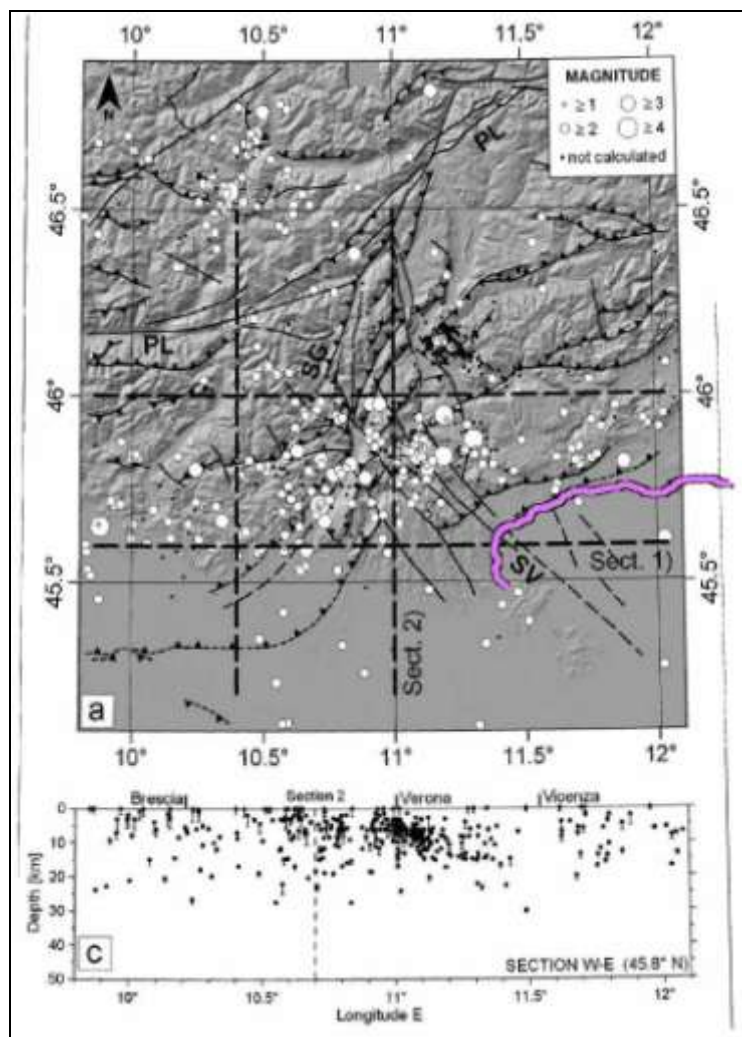 10° 10.5° 11° 11.5° 12°
MAGNITUDE
≥ 1 ≥ 3
≥ 2 ≥ 4
not calculated
N
PL
46.5° 46.5°
PL
SG
46° 46°
Sect. 1)
SV
45.5° 45.5°
Sect. 2)
a
10° 10.5° 11° 11.5° 12°
Brescia Section 2 Verona Vicenza
0
10
20
30
40
50
Depth [km]
c
SECTION W-E (45.8° N)
10° 10.5° 11° 11.5° 12°
Longitude E